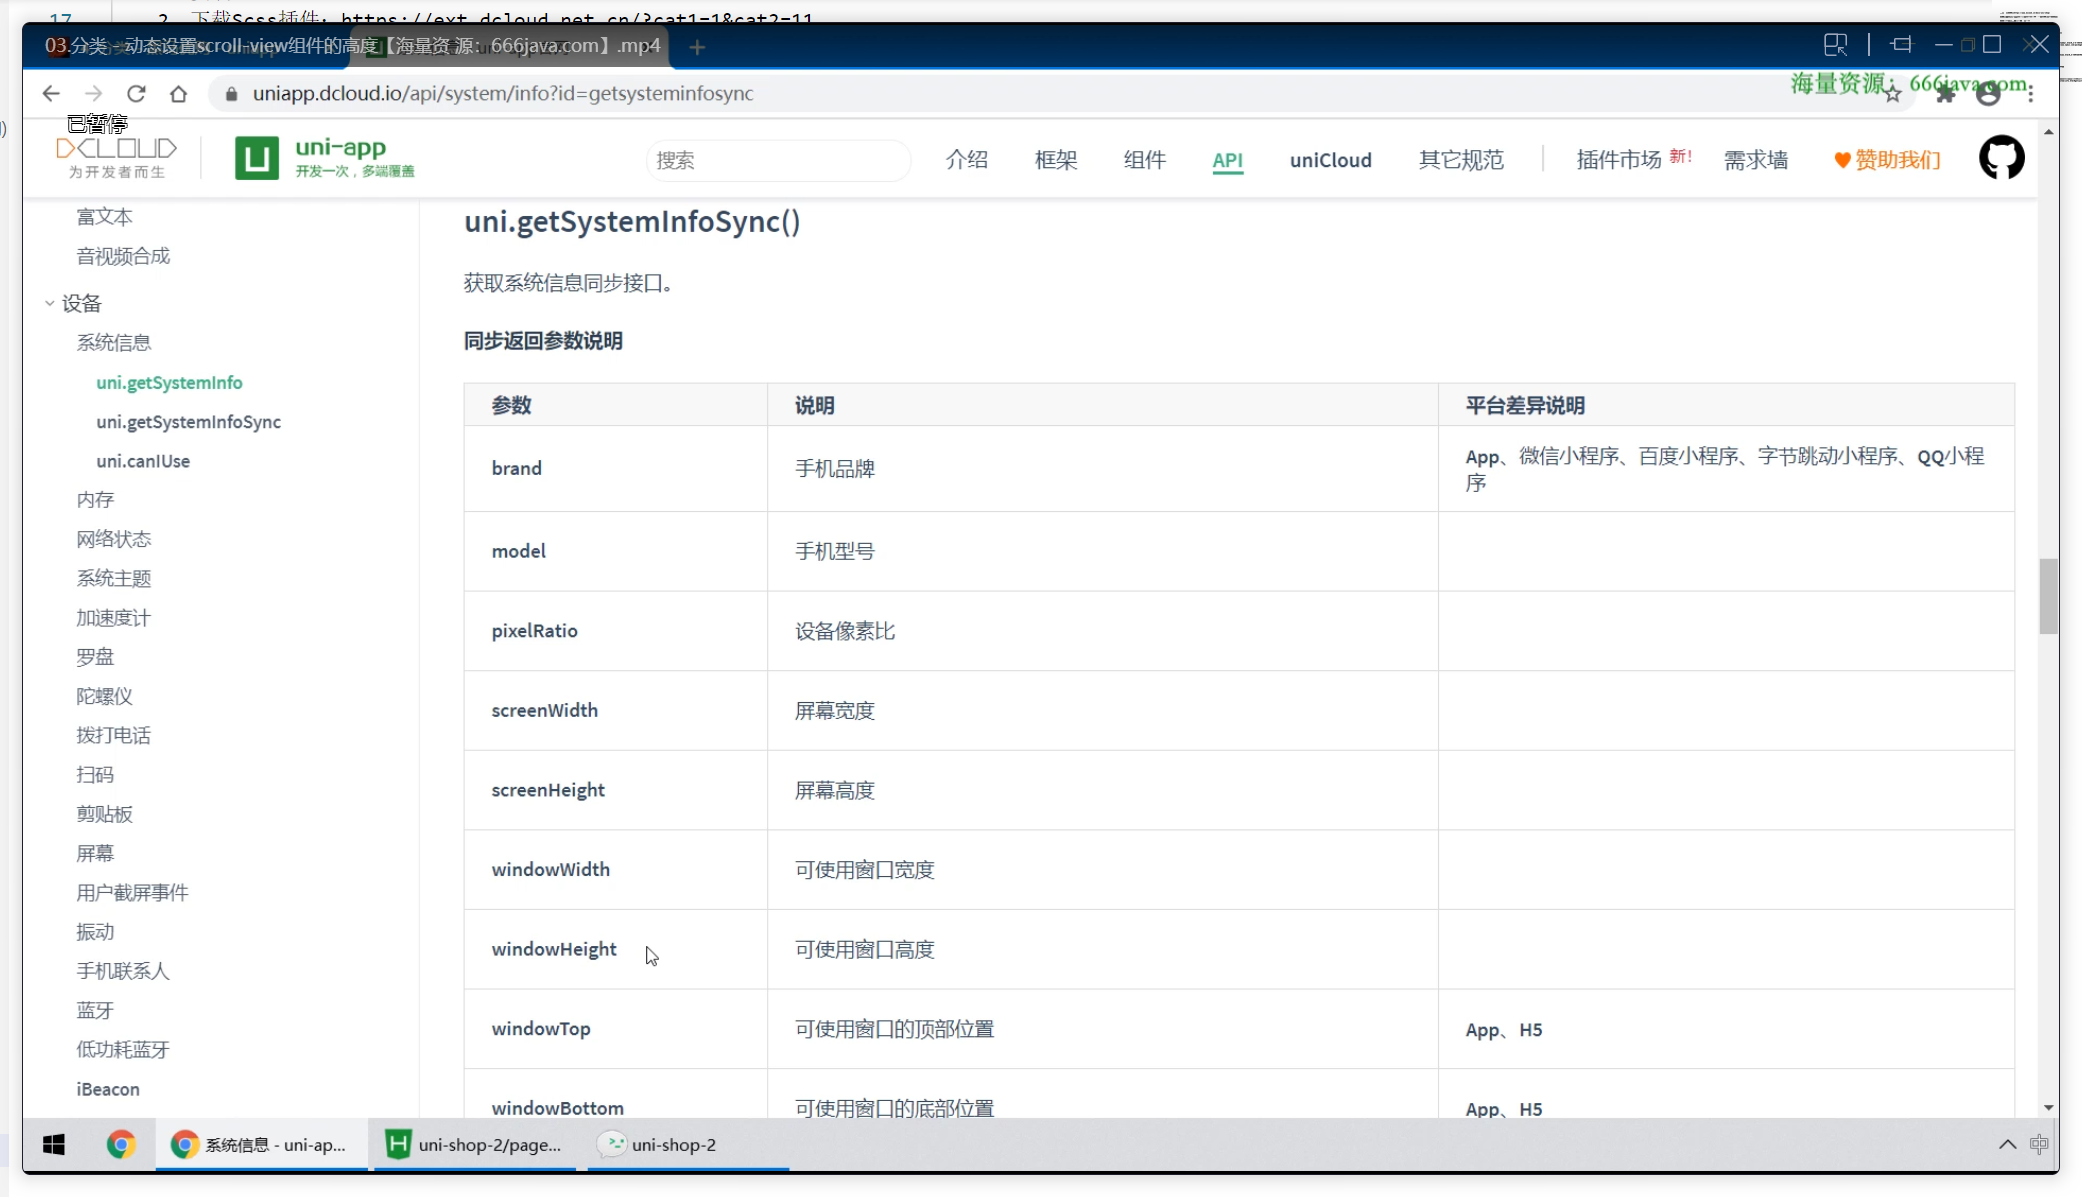 17
2. 下载Scss插件: https://ext.dcloud.net.cn/?cat1=1&cat2=11
03.分类 - 动态设置scroll-view组件的高度【海量资 源：666java.com】.mp4
uniapp.dcloud.io/api/system/info?id=getsysteminfosync
海量资源：666java.com
已暂停
DCLOUD
为开发者而生
uni-app
开发一次，多端覆盖
搜索
介绍
框架
组件
API
uniCloud
其它规范
插件市场 新!
需求墙
赞助我们
富文本
音视频合成
设备
系统信息
uni.getSystemInfo
uni.getSystemInfoSync
uni.canIUse
内存
网络状态
系统主题
加速度计
罗盘
陀螺仪
拨打电话
扫码
剪贴板
屏幕
用户截屏事件
振动
手机联系人
蓝牙
低功耗蓝牙
iBeacon
uni.getSystemInfoSync()
获取系统信息同步接口。
同步返回参数说明
参数 说明 平台差异说明
brand 手机品牌 App、微信小程序、百度小程序、字节跳动小程序、QQ小程
序
model 手机型号
pixelRatio 设备像素比
screenWidth 屏幕宽度
screenHeight 屏幕高度
windowWidth 可使用窗口宽度
windowHeight 可使用窗口高度
windowTop 可使用窗口的顶部位置 App、H5
windowBottom 可使用窗口的底部位置 App、H5
系统信息 - uni-ap...
uni-shop-2/page...
uni-shop-2
中